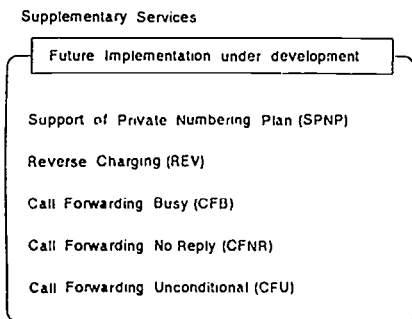 Supplementary Services
Future Implementation under development
Support of Private Numbering Plan (SPNP)
Reverse Charging (REV)
Call Forwarding Busy (CFB)
Call Forwarding No Reply (CFNR)
Call Forwarding Unconditional (CFU)